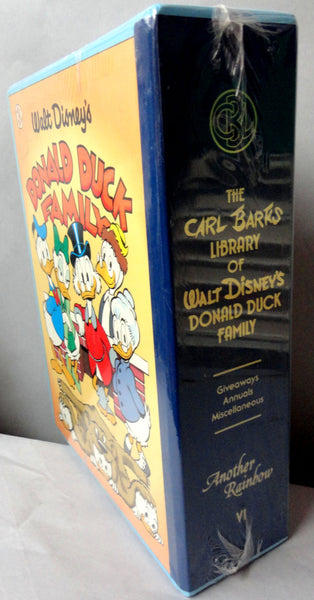 Walt Disney's
DONALD DUCK
FAMILY
THE
CARL BARKS
LIBRARY
OF
WALT DISNEY'S
DONALD DUCK
FAMILY
Giveaways
Annuals
Miscellaneous
Another
Rainbow
VI